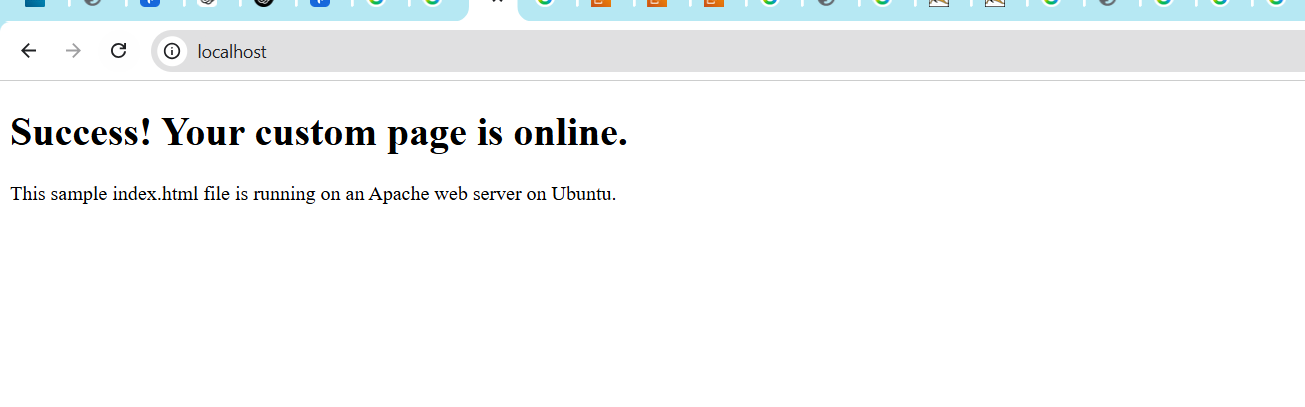 localhost
Success! Your custom page is online.
This sample index.html file is running on an Apache web server on Ubuntu.